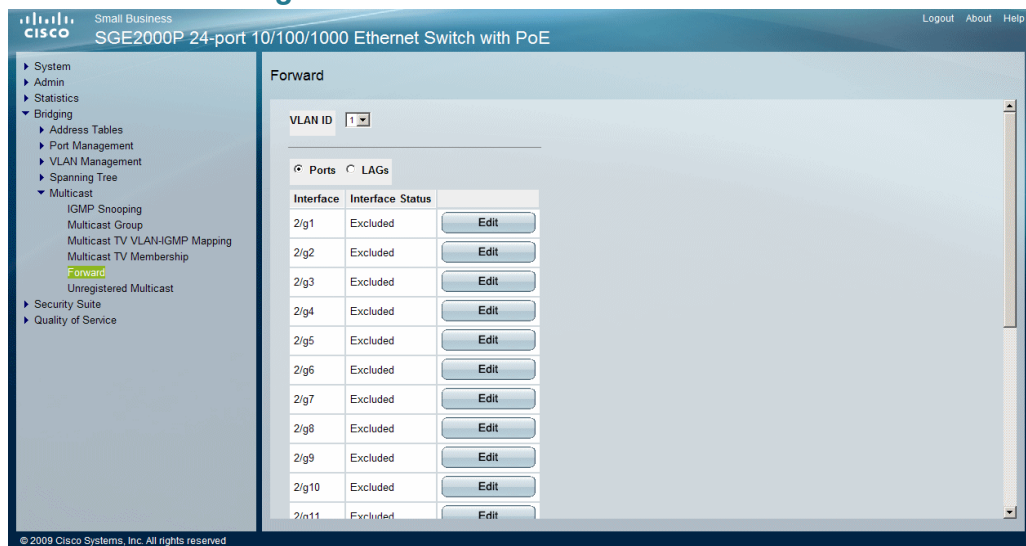 Small Business
CISCO
SGE2000P 24-port 10/100/1000 Ethernet Switch with PoE
Logout About Help
System
Admin
Statistics
Bridging
Address Tables
Port Management
VLAN Management
Spanning Tree
Multicast
IGMP Snooping
Multicast Group
Multicast TV VLAN-IGMP Mapping
Multicast TV Membership
Forward
Unregistered Multicast
Security Suite
Quality of Service
Forward
VLAN ID 1
Ports LAGs
Interface Interface Status
2/g1 Excluded Edit
2/g2 Excluded Edit
2/g3 Excluded Edit
2/g4 Excluded Edit
2/g5 Excluded Edit
2/g6 Excluded Edit
2/g7 Excluded Edit
2/g8 Excluded Edit
2/g9 Excluded Edit
2/g10 Excluded Edit
2/g11 Excluded Edit
© 2009 Cisco Systems, Inc. All rights reserved